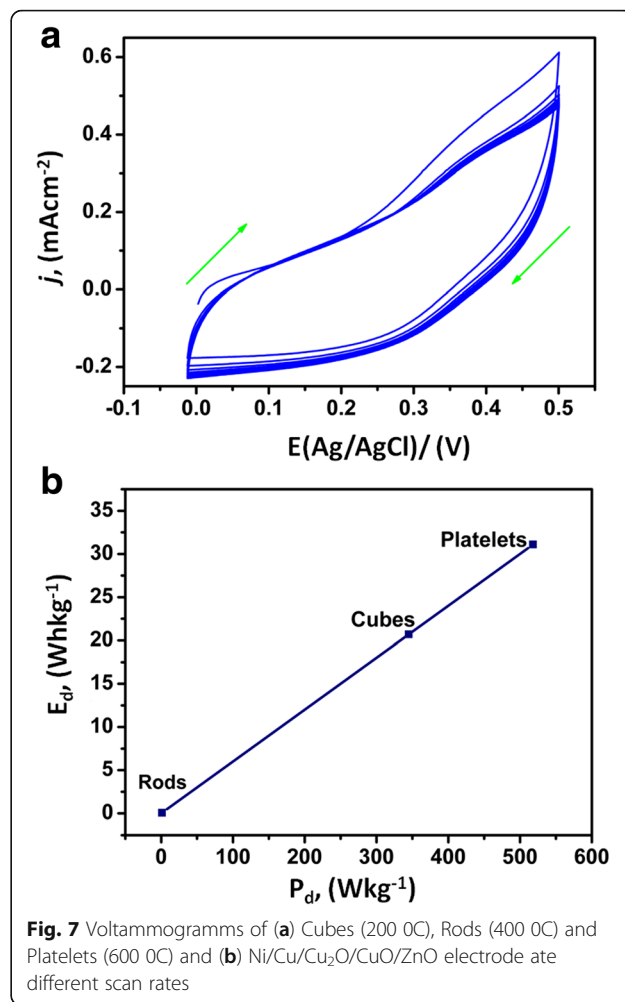 a
0.6
0.4
0.2
0.0
-0.2
j, (mAcm⁻²)
-0.1 0.0 0.1 0.2 0.3 0.4 0.5
E(Ag/AgCl)/ (V)
b
35
30
25
20
15
10
5
0
E_d, (Whkg⁻¹)
Platelets
Cubes
Rods
0 100 200 300 400 500 600
P_d, (Wkg⁻¹)
Fig. 7 Voltammogramms of (a) Cubes (200 0C), Rods (400 0C) and
Platelets (600 0C) and (b) Ni/Cu/Cu₂O/CuO/ZnO electrode ate
different scan rates